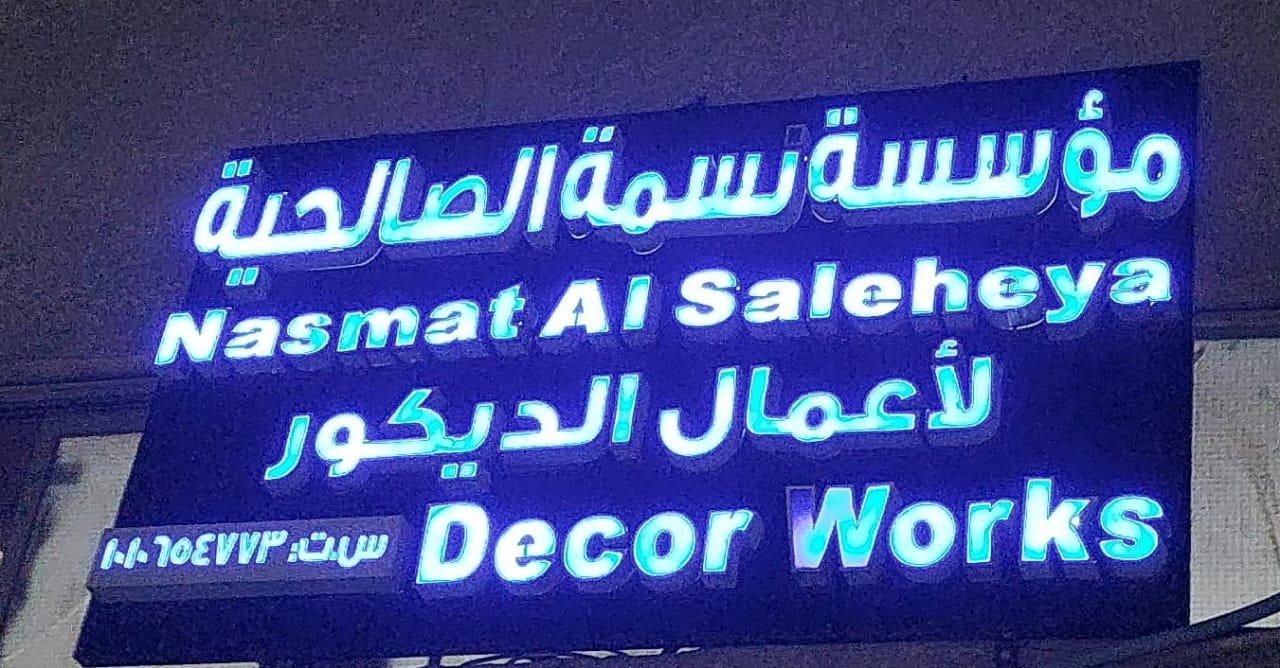 مؤسسة نسمة الصالحية
Nasmat Al Saleheya
لأعمال الديكور
Decor Works
س.ت: ١٠١٠٦٥٤٧٧٣